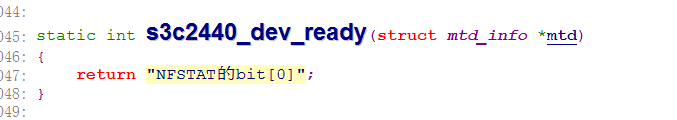 044:
045: static int s3c2440_dev_ready(struct mtd_info *mtd)
046: {
047:     return "NFSTAT的bit[0]";
048: }
049: